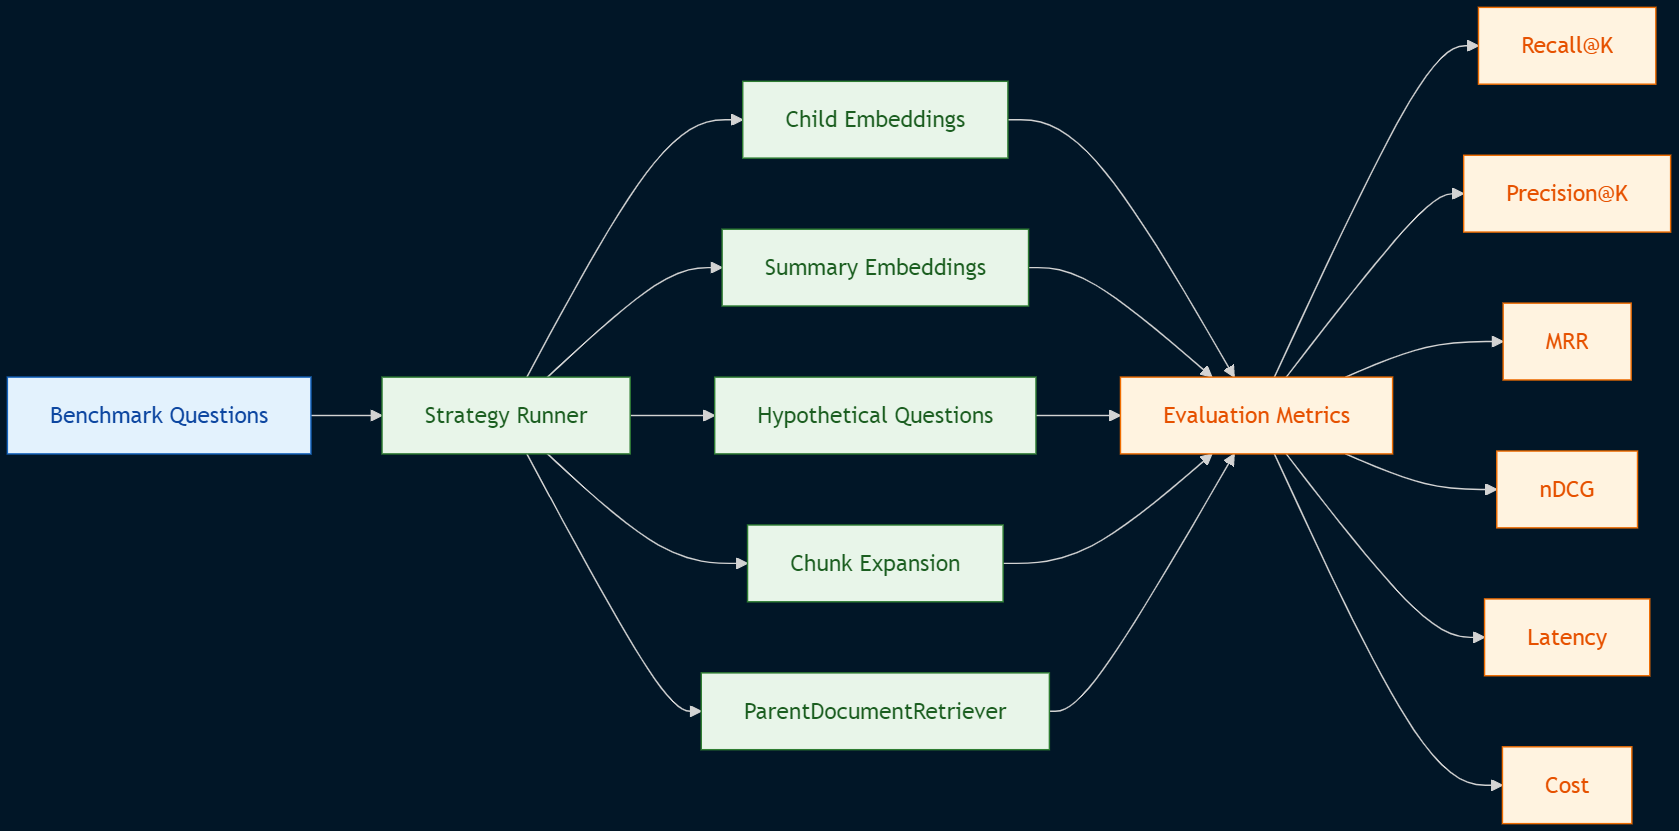 Benchmark Questions
Strategy Runner
Child Embeddings
Summary Embeddings
Hypothetical Questions
Chunk Expansion
ParentDocumentRetriever
Evaluation Metrics
Recall@K
Precision@K
MRR
nDCG
Latency
Cost